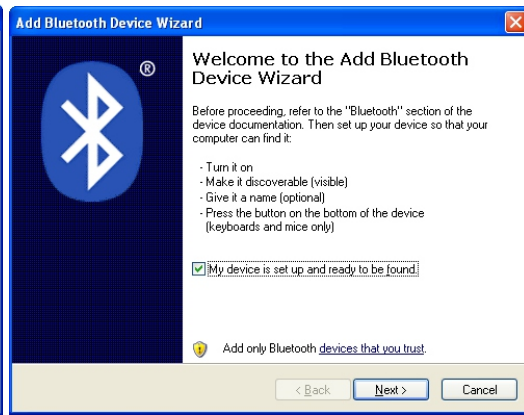 Add Bluetooth Device Wizard
®
Welcome to the Add Bluetooth
Device Wizard
Before proceeding, refer to the "Bluetooth" section of the
device documentation. Then set up your device so that your
computer can find it:
- Turn it on
- Make it discoverable (visible)
- Give it a name (optional)
- Press the button on the bottom of the device
(keyboards and mice only)
My device is set up and ready to be found.
Add only Bluetooth devices that you trust.
< Back
Next >
Cancel